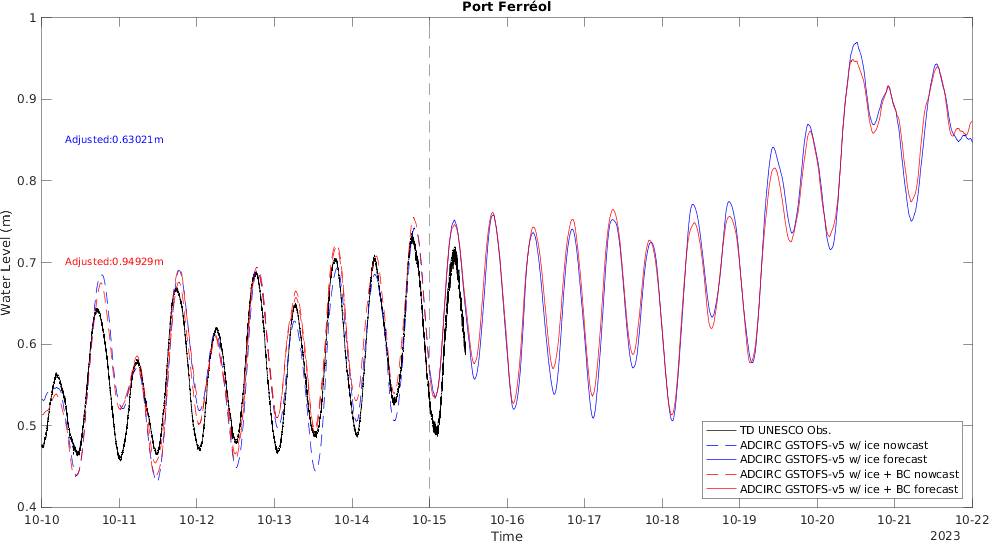 Port Ferréol
Water Level (m)
1
0.9
0.8
0.7
0.6
0.5
0.4
Adjusted:0.63021m
Adjusted:0.94929m
TD UNESCO Obs.
ADCIRC GSTOFS-v5 w/ ice nowcast
ADCIRC GSTOFS-v5 w/ ice forecast
ADCIRC GSTOFS-v5 w/ ice + BC nowcast
ADCIRC GSTOFS-v5 w/ ice + BC forecast
10-10 10-11 10-12 10-13 10-14 10-15 10-16 10-17 10-18 10-19 10-20 10-21 10-22
Time
2023